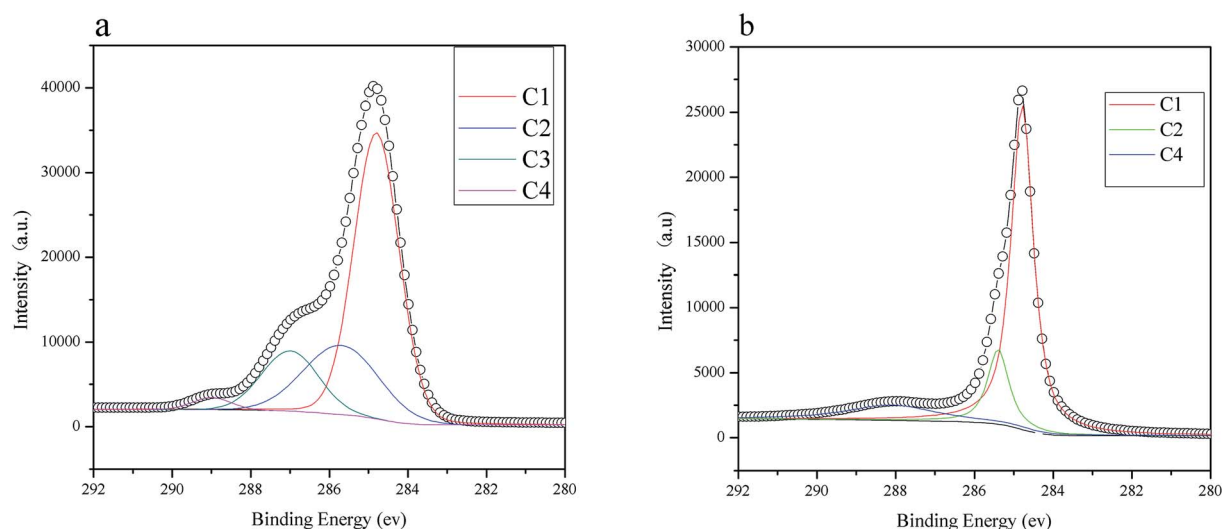 a
40000
30000
20000
10000
0
Intensity (a.u.)
C1
C2
C3
C4
292 290 288 286 284 282 280
Binding Energy (ev)
b
30000
25000
20000
15000
10000
5000
0
Intensity (a.u)
C1
C2
C4
292 290 288 286 284 282 280
Binding Energy (ev)